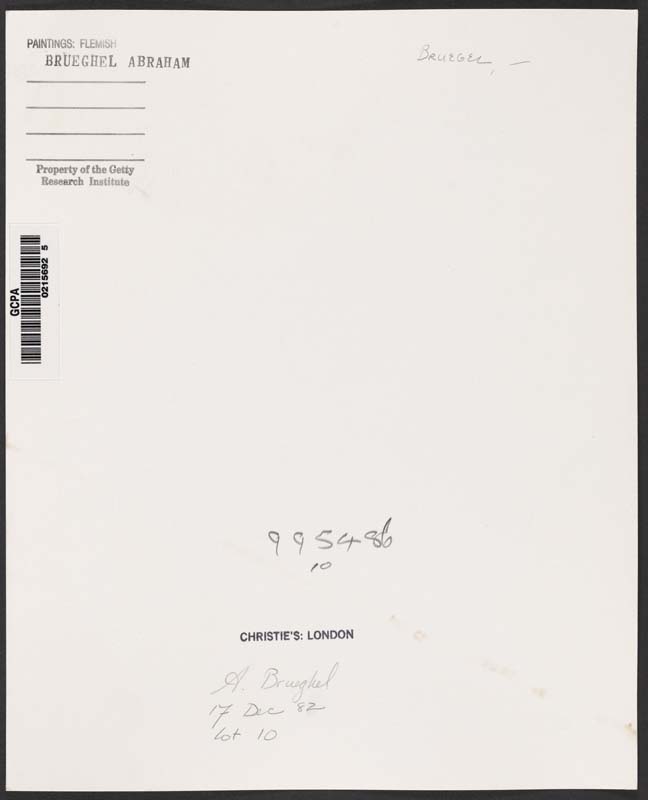 PAINTINGS: FLEMISH
BRUEGHEL ABRAHAM
BRUEGEL, —
Property of the Getty
Research Institute
GCPA
0215692 5
10
CHRISTIE'S: LONDON
A. Brueghel
17 Dec 82
Lot 10